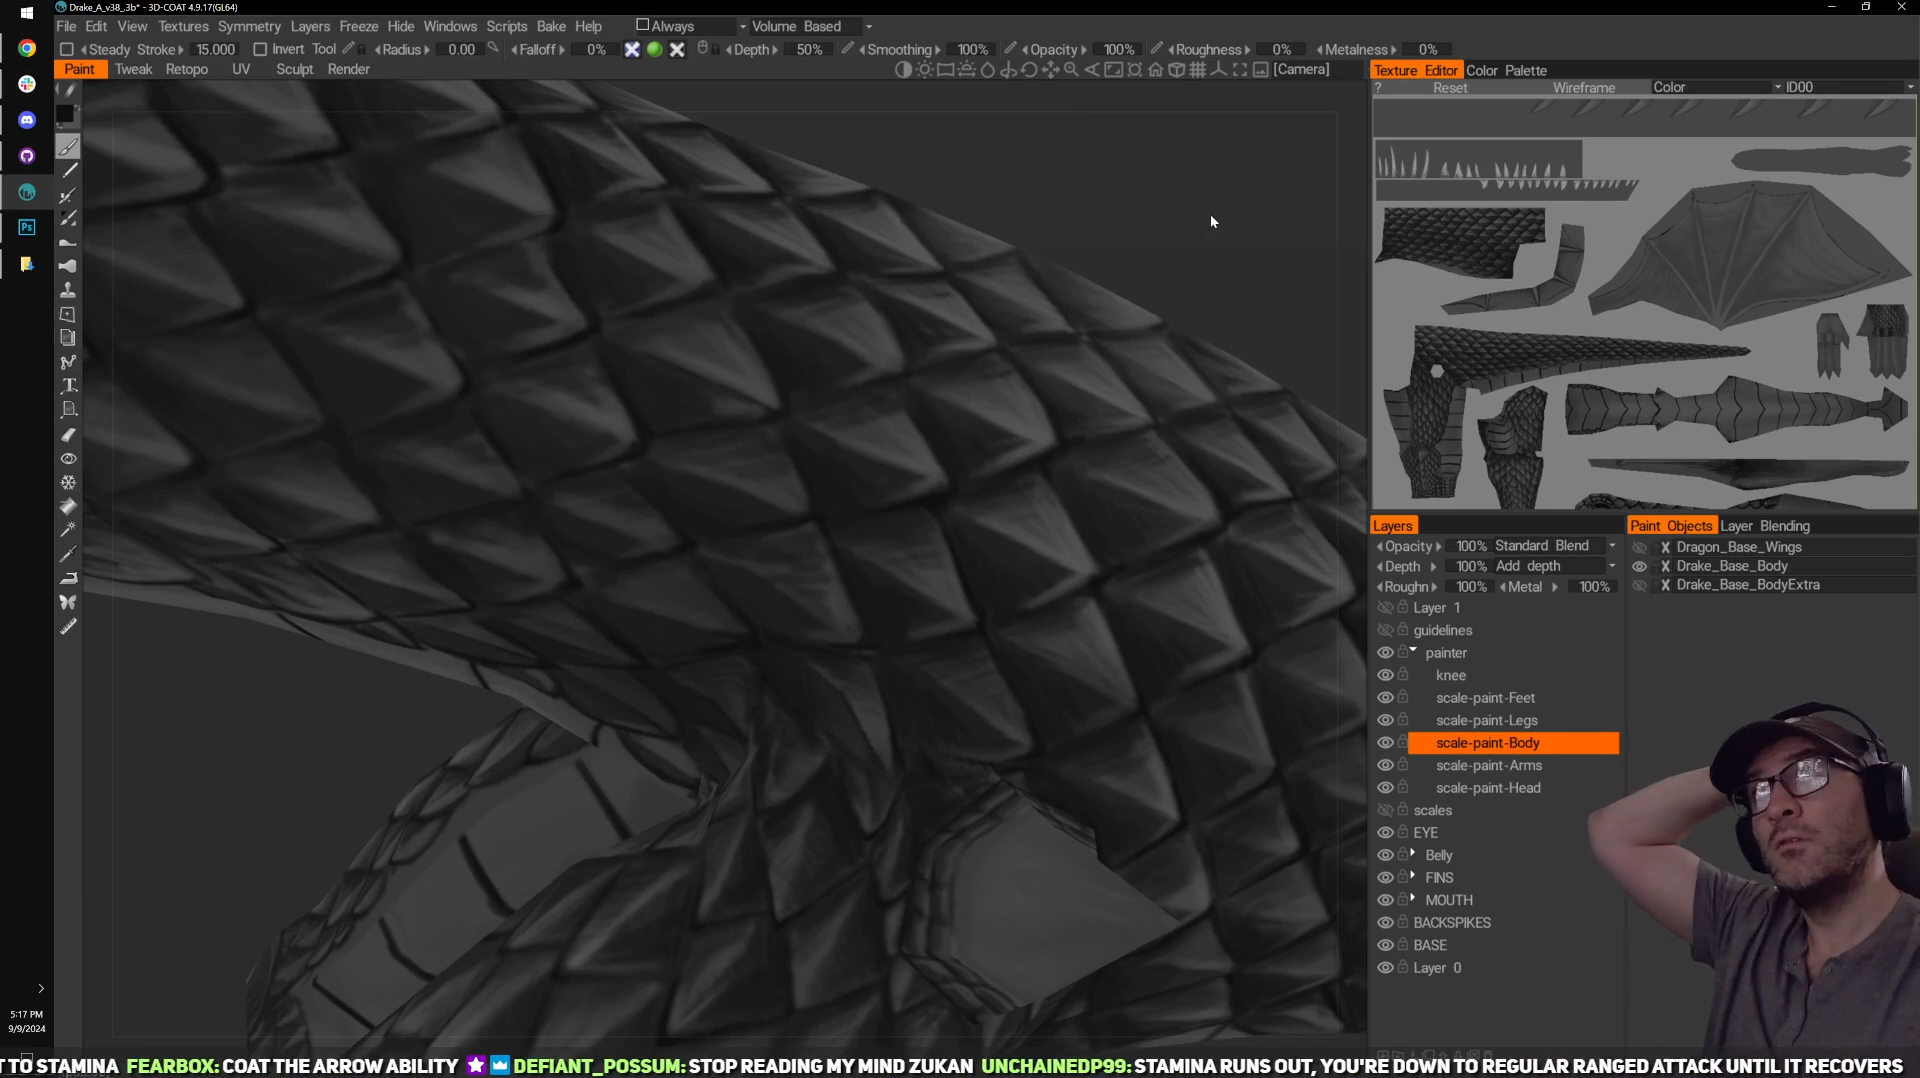 Drake_A_v38_3b* - 3D-COAT 4.9.17(GL64)
File Edit View Textures Symmetry Layers Freeze Hide Windows Scripts Bake Help Always Volume Based
Steady Stroke 15.000 Invert Tool Radius 0.00 Falloff 0% Depth 50% Smoothing 100% Opacity 100% Roughness 0% Metalness 0%
Paint Tweak Retopo UV Sculpt Render [Camera]
Texture Editor Color Palette
? Reset Wireframe Color ID00
Layers
Opacity 100% Standard Blend
Depth 100% Add depth
Roughn 100% Metal 100%
Layer 1
guidelines
painter
knee
scale-paint-Feet
scale-paint-Legs
scale-paint-Body
scale-paint-Arms
scale-paint-Head
scales
EYE
Belly
FINS
MOUTH
BACKSPIKES
BASE
Layer 0
Paint Objects Layer Blending
Dragon_Base_Wings
Drake_Base_Body
Drake_Base_BodyExtra
Ps
5:17 PM
9/9/2024
T TO STAMINA FEARBOX: COAT THE ARROW ABILITY DEFIANT_POSSUM: STOP READING MY MIND ZUKAN UNCHAINEDP99: STAMINA RUNS OUT, YOU'RE DOWN TO REGULAR RANGED ATTACK UNTIL IT RECOVERS